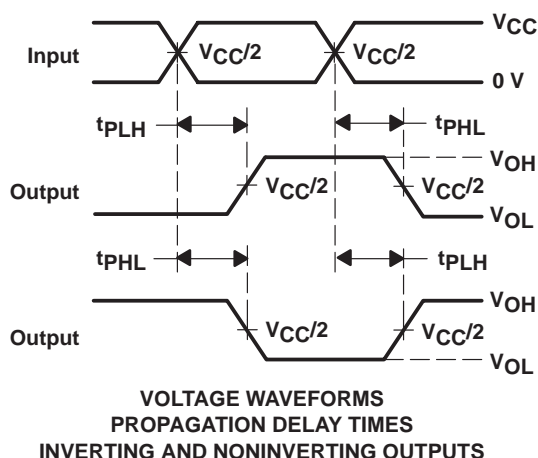 VCC
Input VCC/2 VCC/2
0 V
tPLH tPHL
VOH
Output VCC/2 VCC/2
VOL
tPHL tPLH
VOH
Output VCC/2 VCC/2
VOL
VOLTAGE WAVEFORMS
PROPAGATION DELAY TIMES
INVERTING AND NONINVERTING OUTPUTS